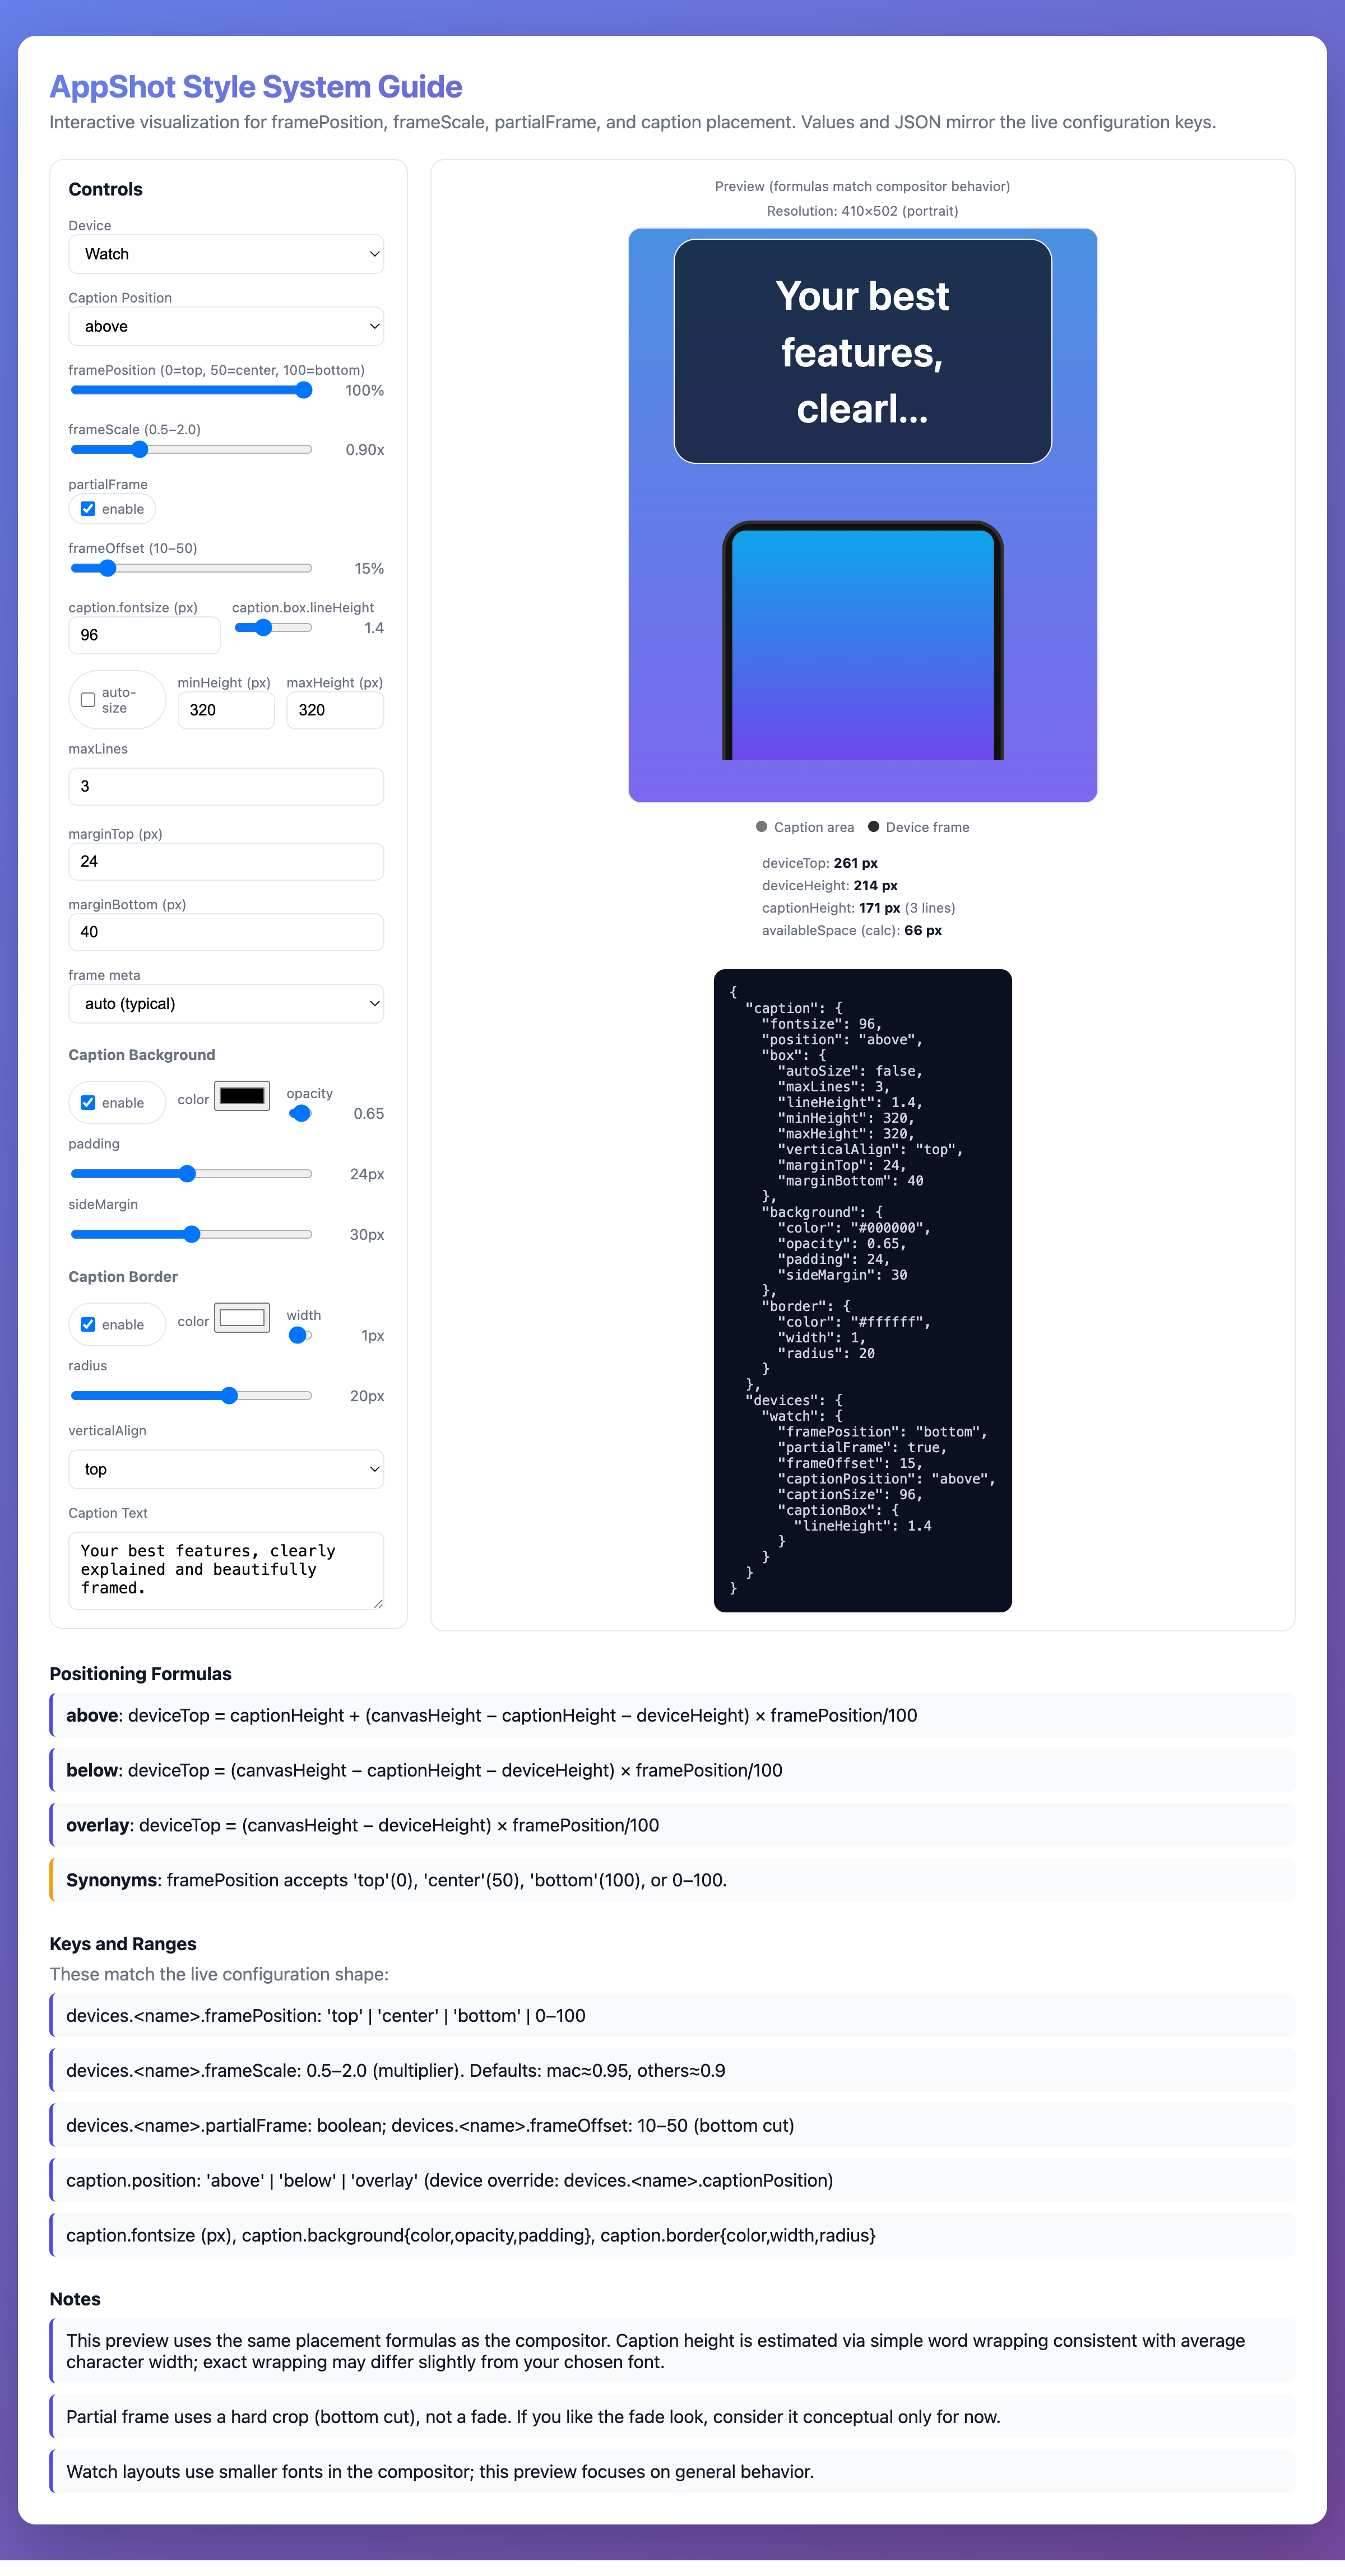 AppShot Style System Guide
Interactive visualization for framePosition, frameScale, partialFrame, and caption placement. Values and JSON mirror the live configuration keys.
Controls
Device
Watch
Caption Position
above
framePosition (0=top, 50=center, 100=bottom)
100%
frameScale (0.5–2.0)
0.90x
partialFrame
enable
frameOffset (10–50)
15%
caption.fontsize (px)
caption.box.lineHeight
96
1.4
auto-
size
minHeight (px)
maxHeight (px)
320
320
maxLines
3
marginTop (px)
24
marginBottom (px)
40
frame meta
auto (typical)
Caption Background
enable
color
opacity
0.65
padding
24px
sideMargin
30px
Caption Border
enable
color
width
1px
radius
20px
verticalAlign
top
Caption Text
Your best features, clearly
explained and beautifully
framed.
Preview (formulas match compositor behavior)
Resolution: 410×502 (portrait)
Your best
features,
clearl...
Caption area
Device frame
deviceTop: 261 px
deviceHeight: 214 px
captionHeight: 171 px (3 lines)
availableSpace (calc): 66 px
{
"caption": {
"fontsize": 96,
"position": "above",
"box": {
"autoSize": false,
"maxLines": 3,
"lineHeight": 1.4,
"minHeight": 320,
"maxHeight": 320,
"verticalAlign": "top",
"marginTop": 24,
"marginBottom": 40
},
"background": {
"color": "#000000",
"opacity": 0.65,
"padding": 24,
"sideMargin": 30
},
"border": {
"color": "#ffffff",
"width": 1,
"radius": 20
}
},
"devices": {
"watch": {
"framePosition": "bottom",
"partialFrame": true,
"frameOffset": 15,
"captionPosition": "above",
"captionSize": 96,
"captionBox": {
"lineHeight": 1.4
}
}
}
}
Positioning Formulas
above: deviceTop = captionHeight + (canvasHeight − captionHeight − deviceHeight) × framePosition/100
below: deviceTop = (canvasHeight − captionHeight − deviceHeight) × framePosition/100
overlay: deviceTop = (canvasHeight − deviceHeight) × framePosition/100
Synonyms: framePosition accepts 'top'(0), 'center'(50), 'bottom'(100), or 0–100.
Keys and Ranges
These match the live configuration shape:
devices.<name>.framePosition: 'top' | 'center' | 'bottom' | 0–100
devices.<name>.frameScale: 0.5–2.0 (multiplier). Defaults: mac≈0.95, others≈0.9
devices.<name>.partialFrame: boolean; devices.<name>.frameOffset: 10–50 (bottom cut)
caption.position: 'above' | 'below' | 'overlay' (device override: devices.<name>.captionPosition)
caption.fontsize (px), caption.background{color,opacity,padding}, caption.border{color,width,radius}
Notes
This preview uses the same placement formulas as the compositor. Caption height is estimated via simple word wrapping consistent with average
character width; exact wrapping may differ slightly from your chosen font.
Partial frame uses a hard crop (bottom cut), not a fade. If you like the fade look, consider it conceptual only for now.
Watch layouts use smaller fonts in the compositor; this preview focuses on general behavior.